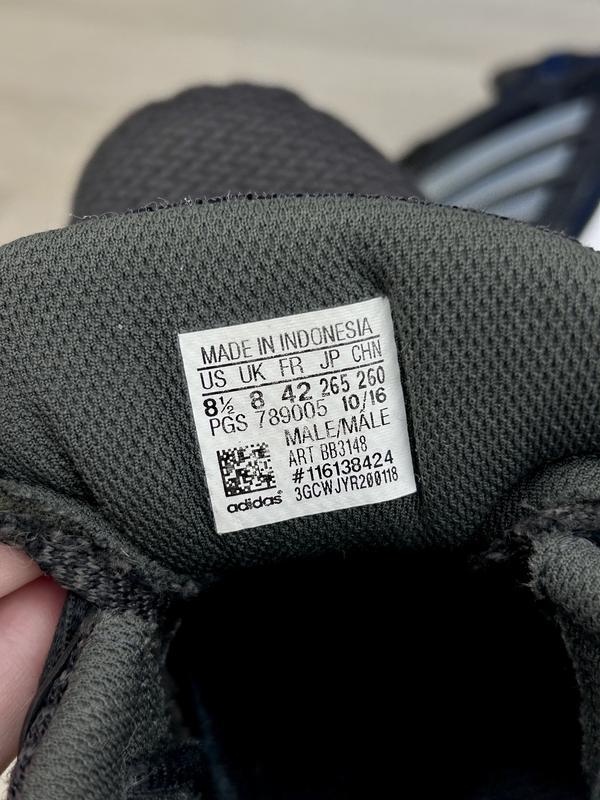 MADE IN INDONESIA
US UK FR JP CHN
8½ 8 42 265 260
PGS 789005 10/16
MALE/MÂLE
ART BB3148
#116138424
3GCWJYR200118
adidas®